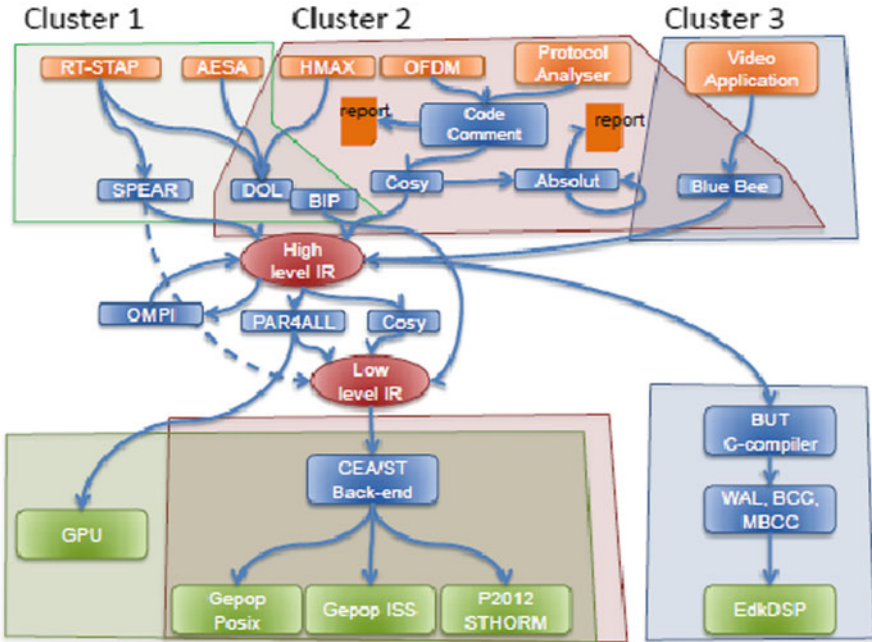 Cluster 1
Cluster 2
Cluster 3
RT-STAP
AESA
HMAX
OFDM
Protocol
Analyser
Video
Application
report
Code
Comment
report
SPEAR
DOL
BIP
Cosy
Absolut
Blue Bee
High
level IR
OMPI
PAR4ALL
Cosy
Low
level IR
BUT
C-compiler
CEA/ST
Back-end
WAL, BCC,
MBCC
GPU
Gepop
Posix
Gepop ISS
P2012
STHORM
EdkDSP